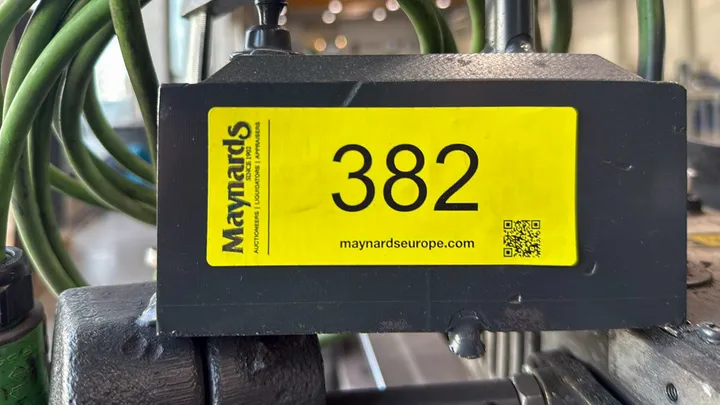 Maynards
SINCE 1902
AUCTIONEERS | LIQUIDATORS | APPRAISERS
382
maynardseurope.com